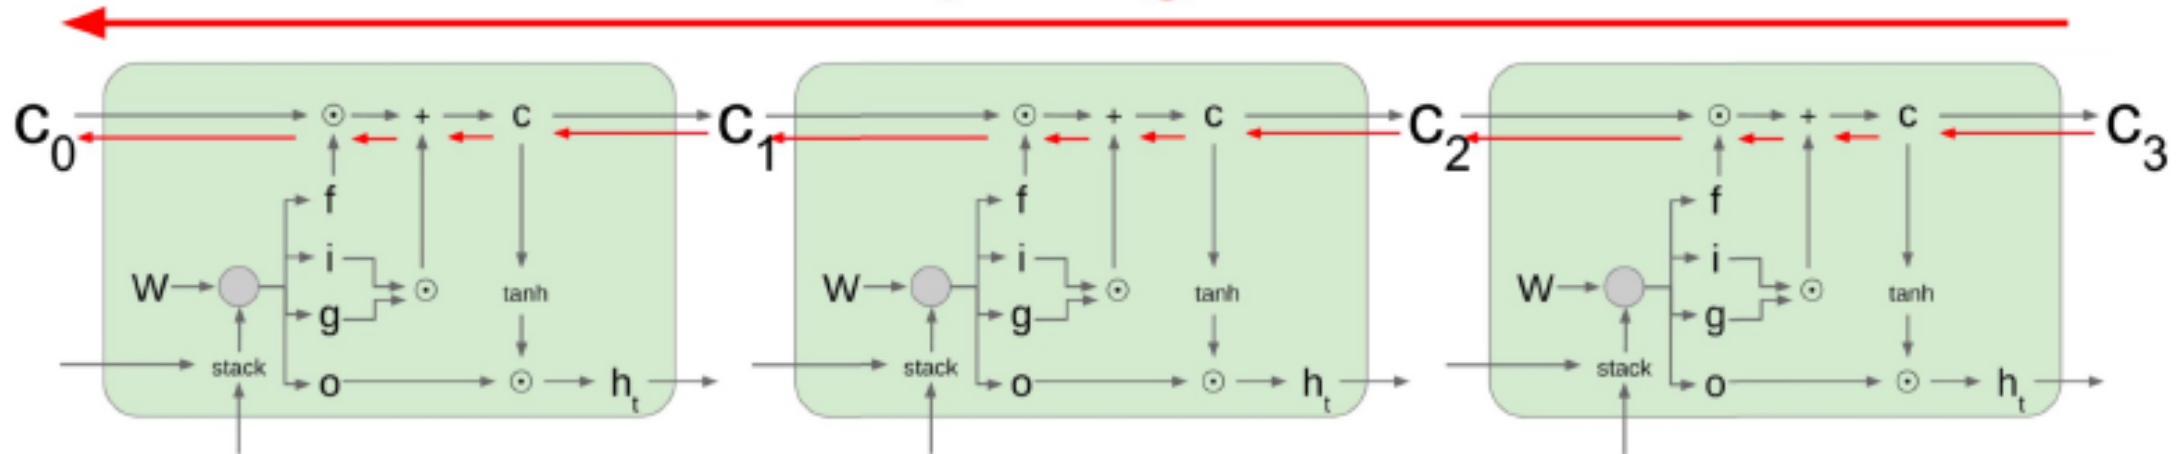 C0 ⊙ + c C1 ⊙ + c C2 ⊙ + c C3
f f f
i i i
W ⊙ tanh W ⊙ tanh W ⊙ tanh
g g g
stack stack stack
o ⊙ ht o ⊙ ht o ⊙ ht